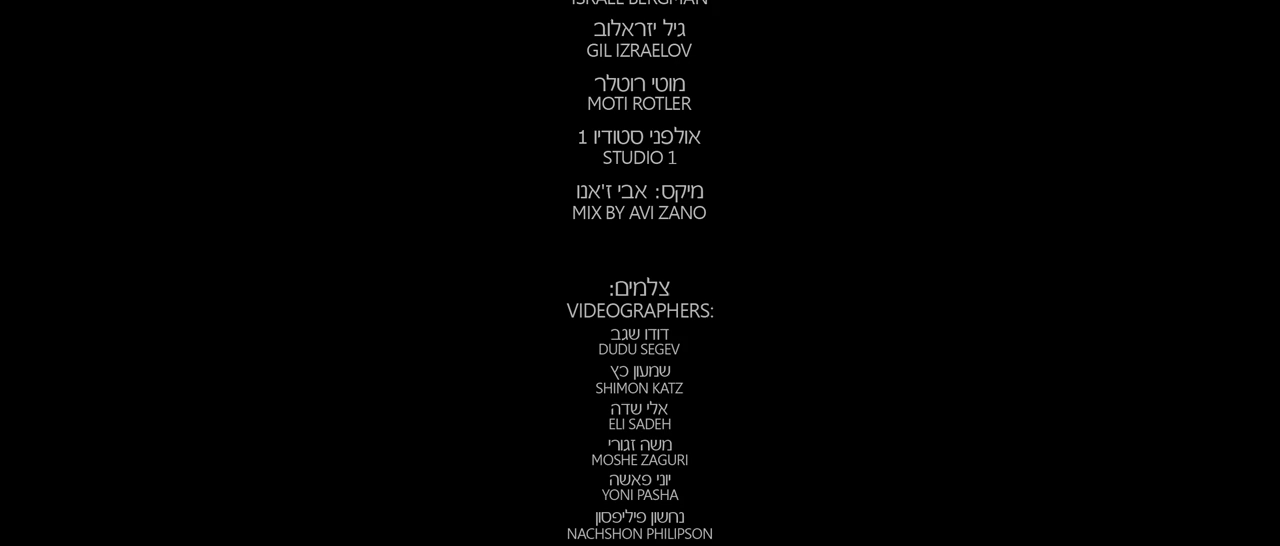 ISRAEL BERGMAN
גיל יזראלוב
GIL IZRAELOV
מוטי רוטלר
MOTI ROTLER
אולפני סטודיו 1
STUDIO 1
מיקס: אבי ז'אנו
MIX BY AVI ZANO
צלמים:
VIDEOGRAPHERS:
דודו שגב
DUDU SEGEV
שמעון כץ
SHIMON KATZ
אלי שדה
ELI SADEH
משה זגורי
MOSHE ZAGURI
יוני פאשה
YONI PASHA
נחשון פיליפסון
NACHSHON PHILIPSON